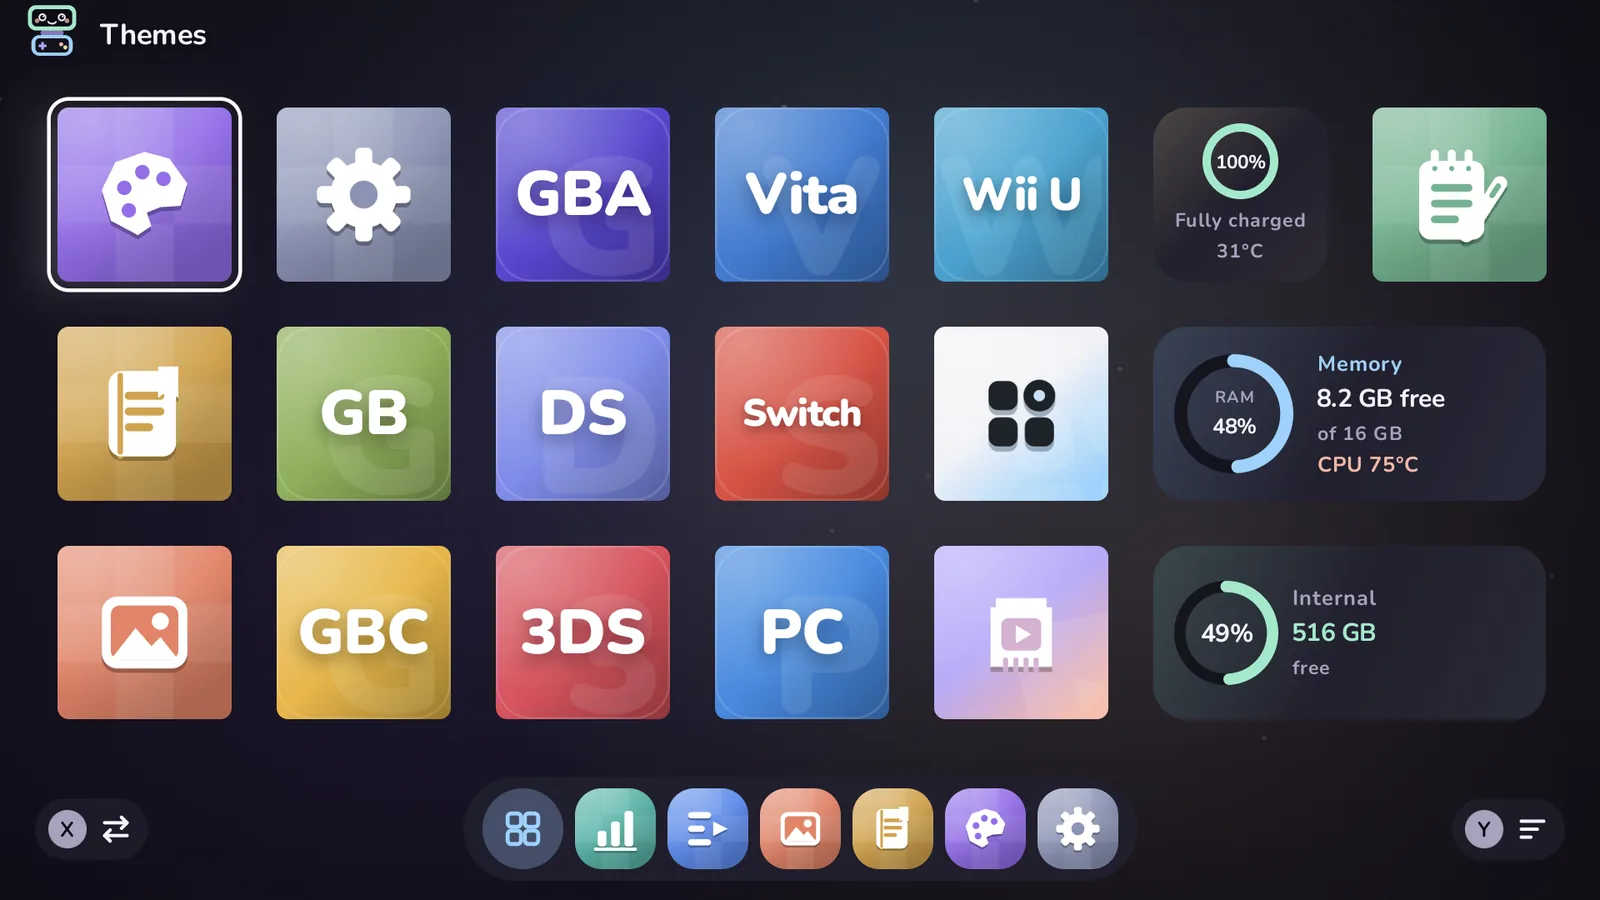 Themes
GBA
Vita
Wii U
100%
Fully charged
31°C
GB
DS
Switch
RAM
48%
Memory
8.2 GB free
of 16 GB
CPU 75°C
GBC
3DS
PC
49%
Internal
516 GB
free
X
Y